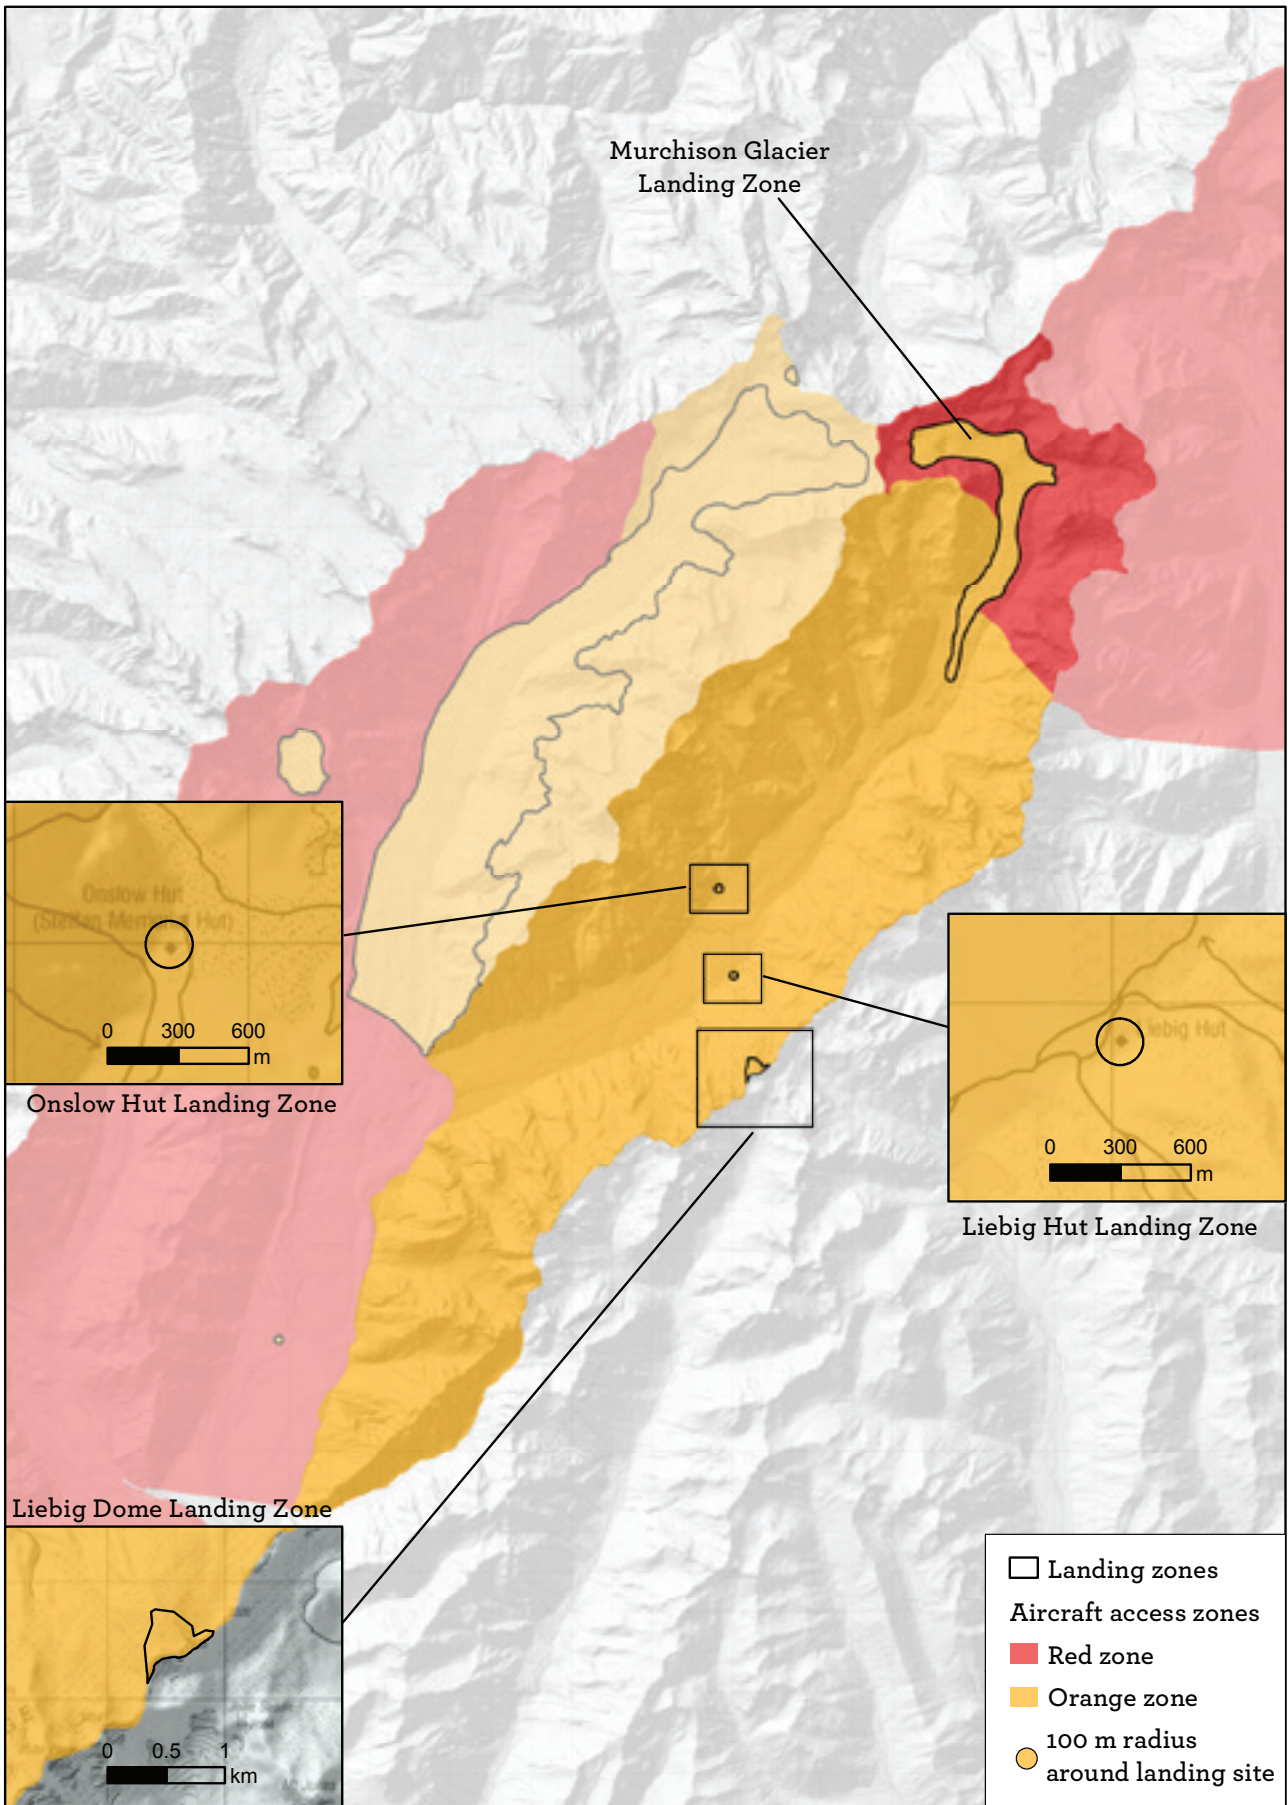 Murchison Glacier
Landing Zone
Onslow Hut
0 300 600
m
Onslow Hut Landing Zone
Liebig Hut
0 300 600
m
Liebig Hut Landing Zone
Liebig Dome Landing Zone
0 0.5 1
km
Landing zones
Aircraft access zones
Red zone
Orange zone
100 m radius
around landing site